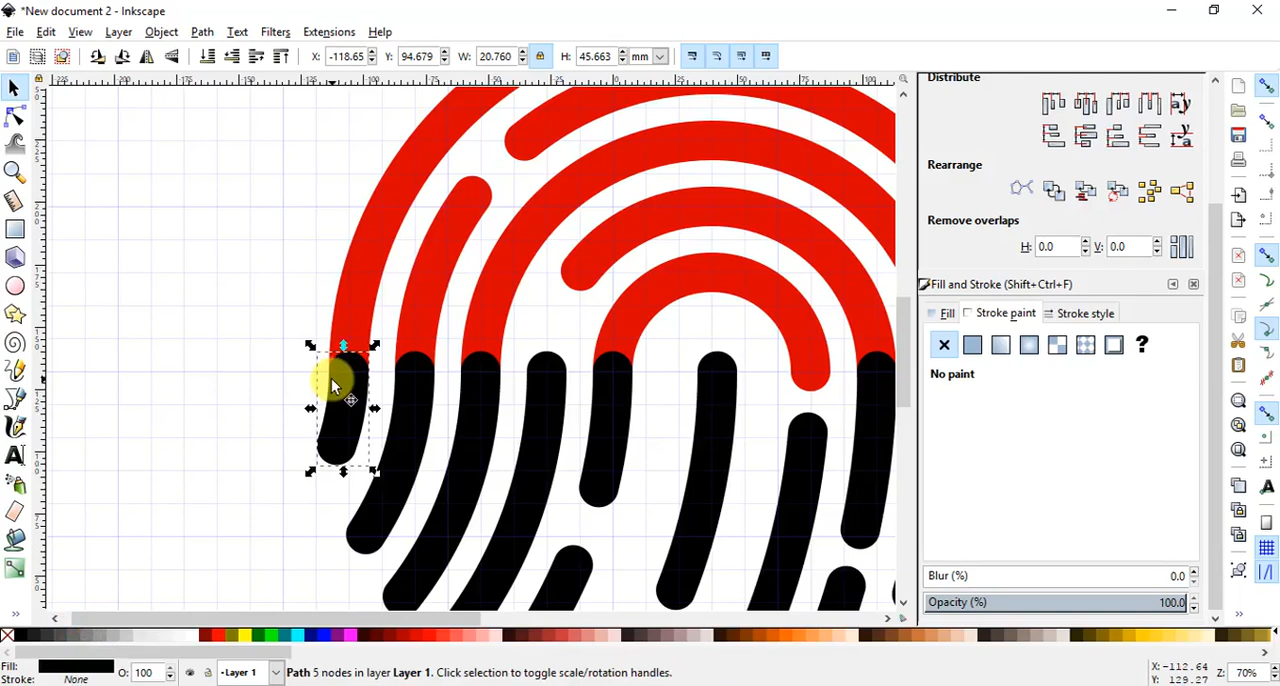 *New document 2 - Inkscape
File Edit View Layer Object Path Text Filters Extensions Help
X: -118.65 Y: 94.679 W: 20.760 H: 45.663 mm
Distribute
Rearrange
Remove overlaps
H: 0.0 V: 0.0
Fill and Stroke (Shift+Ctrl+F)
Fill Stroke paint Stroke style
No paint
Blur (%) 0.0
Opacity (%) 100.0
Fill: O: 100 Layer 1 Path 5 nodes in layer Layer 1. Click selection to toggle scale/rotation handles. X:-112.64 Z: 70%
Stroke: None Y: 129.27